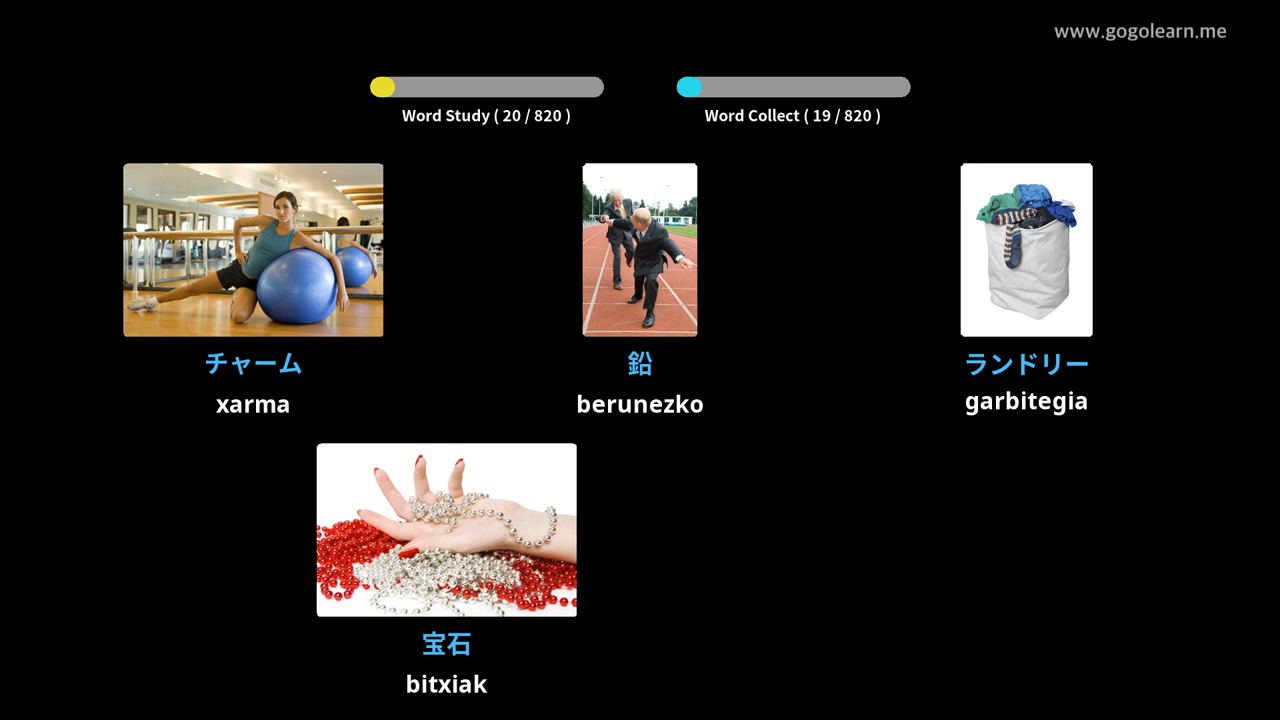 www.gogolearn.me
Word Study ( 20 / 820 )
Word Collect ( 19 / 820 )
チャーム
xarma
鉛
berunezko
ランドリー
garbitegia
宝石
bitxiak